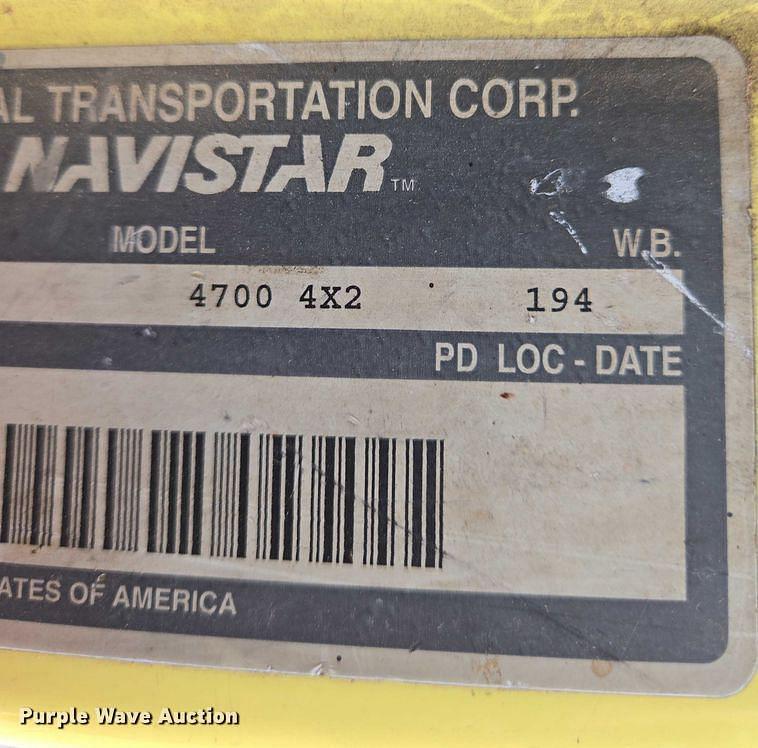 AL TRANSPORTATION CORP.
NAVISTAR™
MODEL W.B.
4700 4X2 194
PD LOC - DATE
ATES OF AMERICA
Purple Wave Auction